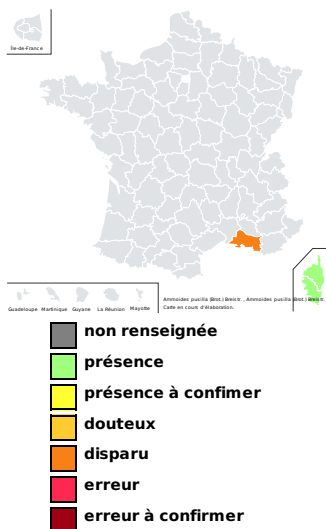 Île-de-France
Guadeloupe Martinique Guyane La Réunion Mayotte
Ammoides pusilla (Brot.) Breistr. , Ammoides pusilla (Brot.) Breistr.
Carte en cours d'élaboration.
non renseignée
présence
présence à confimer
douteux
disparu
erreur
erreur à confirmer